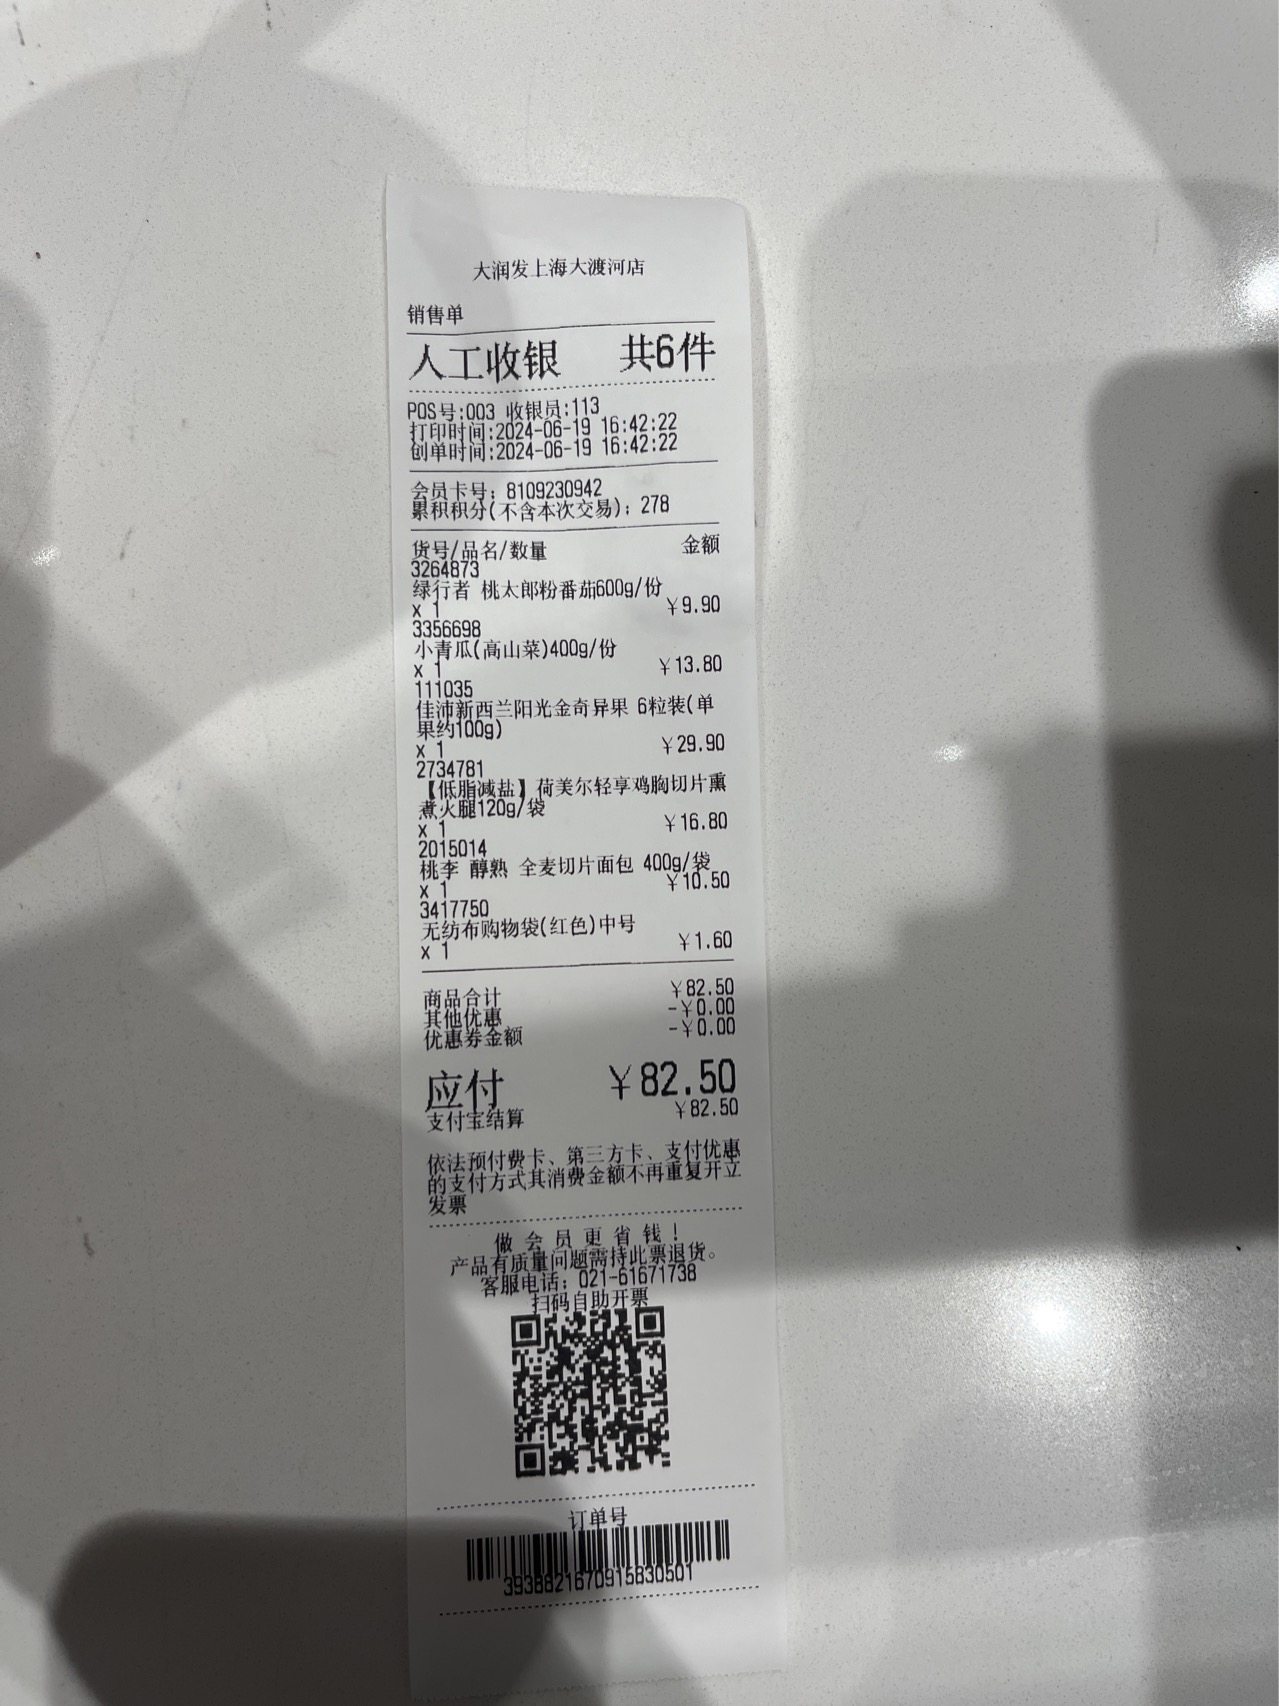 大润发上海大渡河店
销售单
人工收银 共6件
POS号:003 收银员:113
打印时间:2024-06-19 16:42:22
创单时间:2024-06-19 16:42:22
会员卡号: 8109230942
累积积分(不含本次交易): 278
货号/品名/数量 金额
3264873
绿行者 桃太郎粉番茄600g/份
x 1 ￥9.90
3356698
小青瓜(高山菜)400g/份
x 1 ￥13.80
111035
佳沛新西兰阳光金奇异果 6粒装(单
果约100g)
x 1 ￥29.90
2734781
【低脂减盐】荷美尔轻享鸡胸切片熏
煮火腿120g/袋
x 1 ￥16.80
2015014
桃李 醇熟 全麦切片面包 400g/袋
x 1 ￥10.50
3417750
无纺布购物袋(红色)中号
x 1 ￥1.60
商品合计 ￥82.50
其他优惠 -￥0.00
优惠券金额 -￥0.00
应付 ￥82.50
支付宝结算 ￥82.50
依法预付费卡、第三方卡、支付优惠
的支付方式其消费金额不再重复开立
发票
做会员更省钱!
产品有质量问题需持此票退货。
客服电话: 021-61671738
扫码自助开票
订单号
3938821670915830501